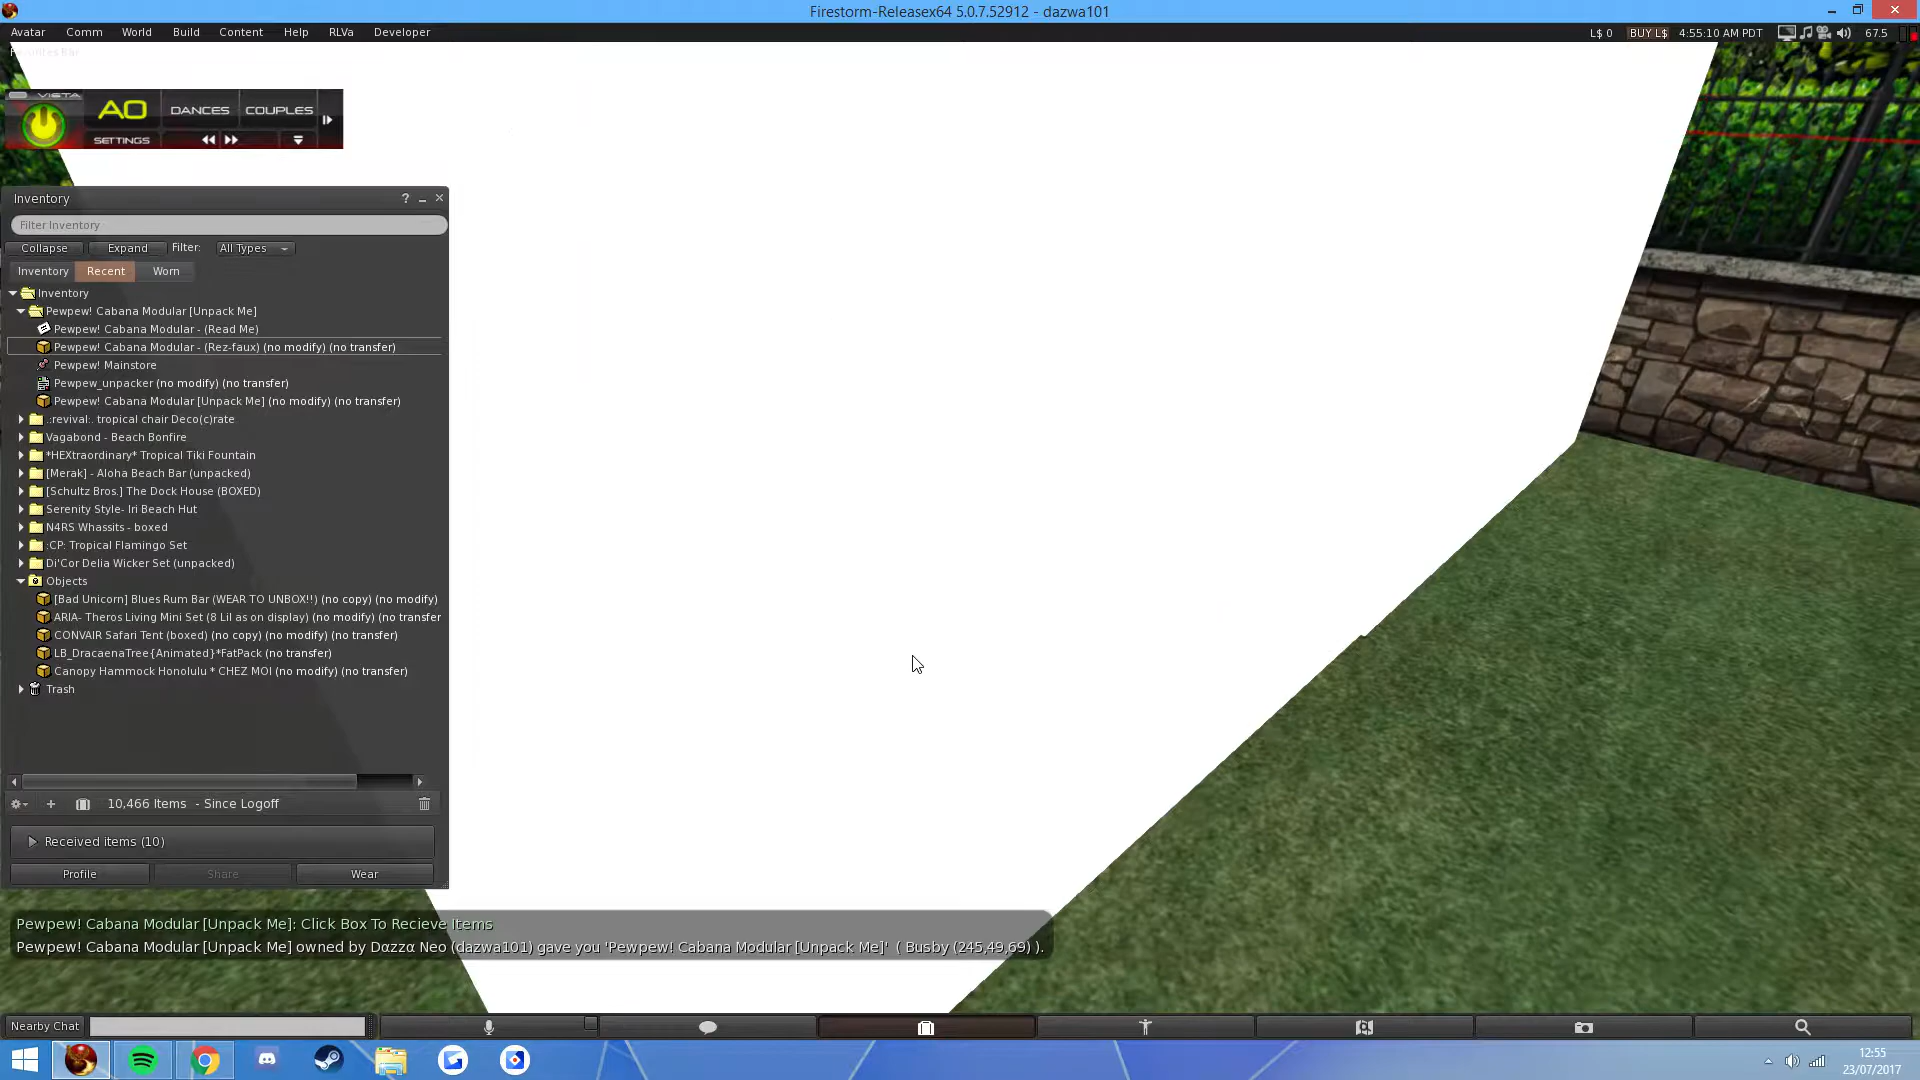 Firestorm-Releasex64 5.0.7.52912 - dazwa101
Avatar Comm World Build Content Help RLVa Developer
L$ 0 BUY L$ 4:55:10 AM PDT 67.5
Favorites Bar
VISTA
AO DANCES COUPLES
SETTINGS
Inventory
Filter Inventory
Collapse Expand Filter: All Types
Inventory Recent Worn
Inventory
Pewpew! Cabana Modular [Unpack Me]
Pewpew! Cabana Modular - (Read Me)
Pewpew! Cabana Modular - (Rez-faux) (no modify) (no transfer)
Pewpew! Mainstore
Pewpew_unpacker (no modify) (no transfer)
Pewpew! Cabana Modular [Unpack Me] (no modify) (no transfer)
.:revival:. tropical chair Deco(c)rate
Vagabond - Beach Bonfire
*HEXtraordinary* Tropical Tiki Fountain
[Merak] - Aloha Beach Bar (unpacked)
[Schultz Bros.] The Dock House (BOXED)
Serenity Style- Iri Beach Hut
N4RS Whassits - boxed
:CP: Tropical Flamingo Set
Di'Cor Delia Wicker Set (unpacked)
Objects
[Bad Unicorn] Blues Rum Bar (WEAR TO UNBOX!!) (no copy) (no modify)
ARIA- Theros Living Mini Set (8 Lil as on display) (no modify) (no transfer
CONVAIR Safari Tent (boxed) (no copy) (no modify) (no transfer)
LB_DracaenaTree{Animated}*FatPack (no transfer)
Canopy Hammock Honolulu * CHEZ MOI (no modify) (no transfer)
Trash
10,466 Items - Since Logoff
Received items (10)
Profile Share Wear
Pewpew! Cabana Modular [Unpack Me]: Click Box To Recieve Items
Pewpew! Cabana Modular [Unpack Me] owned by Dαzzα Neo (dazwa101) gave you 'Pewpew! Cabana Modular [Unpack Me]' ( Busby (245,49,69) ).
Nearby Chat
12:55
23/07/2017